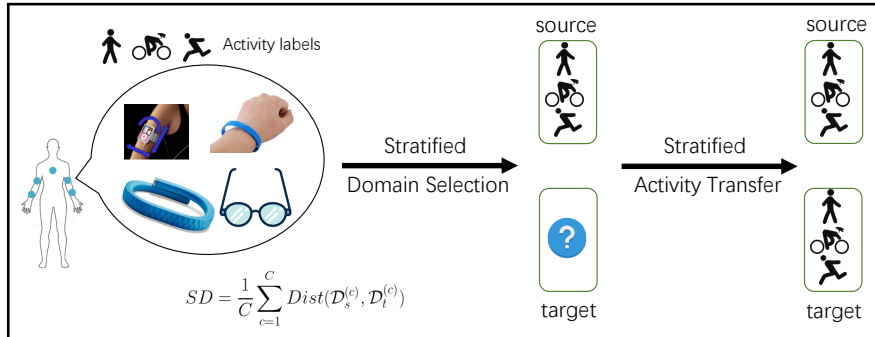 Activity labels
source
source
Stratified
Domain Selection
Stratified
Activity Transfer
?
SD = \frac{1}{C} \sum_{c=1}^{C} Dist(\mathcal{D}_s^{(c)}, \mathcal{D}_t^{(c)})
target
target